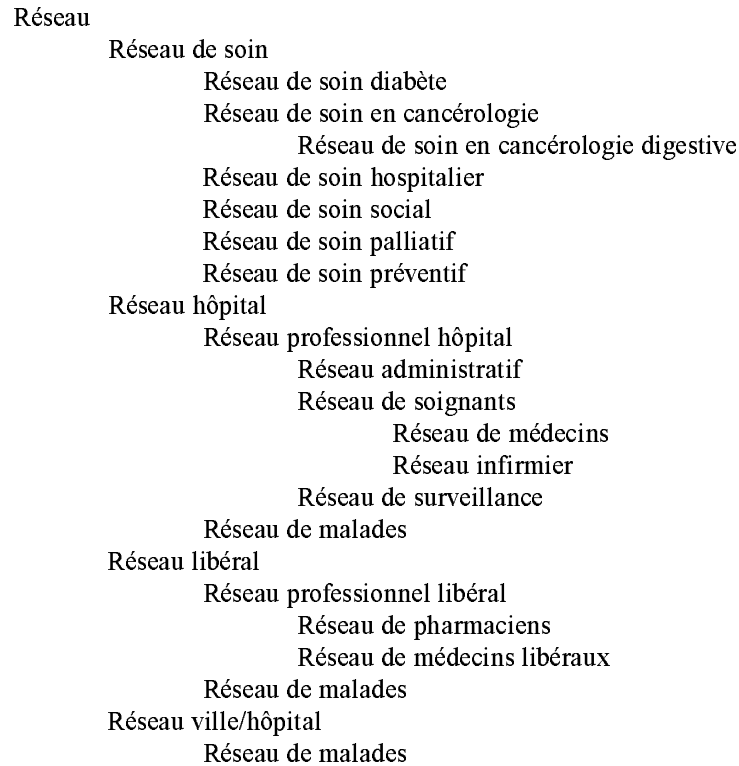 Réseau
Réseau de soin
Réseau de soin diabète
Réseau de soin en cancérologie
Réseau de soin en cancérologie digestive
Réseau de soin hospitalier
Réseau de soin social
Réseau de soin palliatif
Réseau de soin préventif
Réseau hôpital
Réseau professionnel hôpital
Réseau administratif
Réseau de soignants
Réseau de médecins
Réseau infirmier
Réseau de surveillance
Réseau de malades
Réseau libéral
Réseau professionnel libéral
Réseau de pharmaciens
Réseau de médecins libéraux
Réseau de malades
Réseau ville/hôpital
Réseau de malades